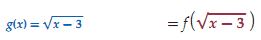 g(x) = √x − 3 = f(√x − 3)